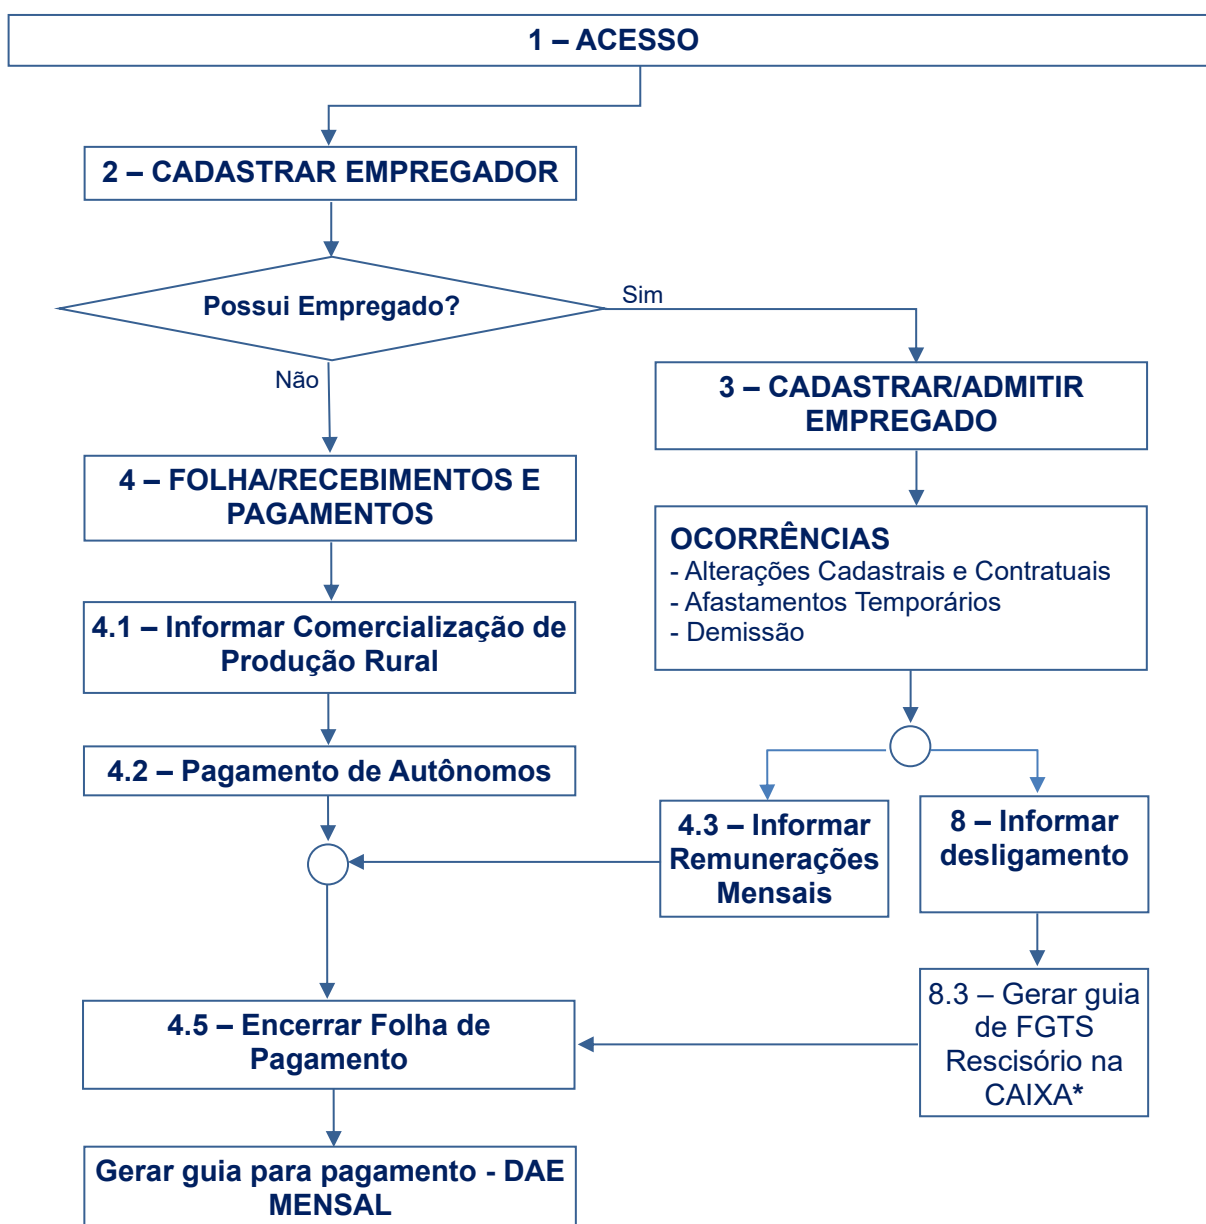 1 – ACESSO
2 – CADASTRAR EMPREGADOR
Possui Empregado?
Sim
Não
3 – CADASTRAR/ADMITIR
EMPREGADO
4 – FOLHA/RECEBIMENTOS E
PAGAMENTOS
OCORRÊNCIAS
- Alterações Cadastrais e Contratuais
- Afastamentos Temporários
- Demissão
4.1 – Informar Comercialização de
Produção Rural
4.2 – Pagamento de Autônomos
4.3 – Informar
Remunerações
Mensais
8 – Informar
desligamento
8.3 – Gerar guia
de FGTS
Rescisório na
CAIXA*
4.5 – Encerrar Folha de
Pagamento
Gerar guia para pagamento - DAE
MENSAL